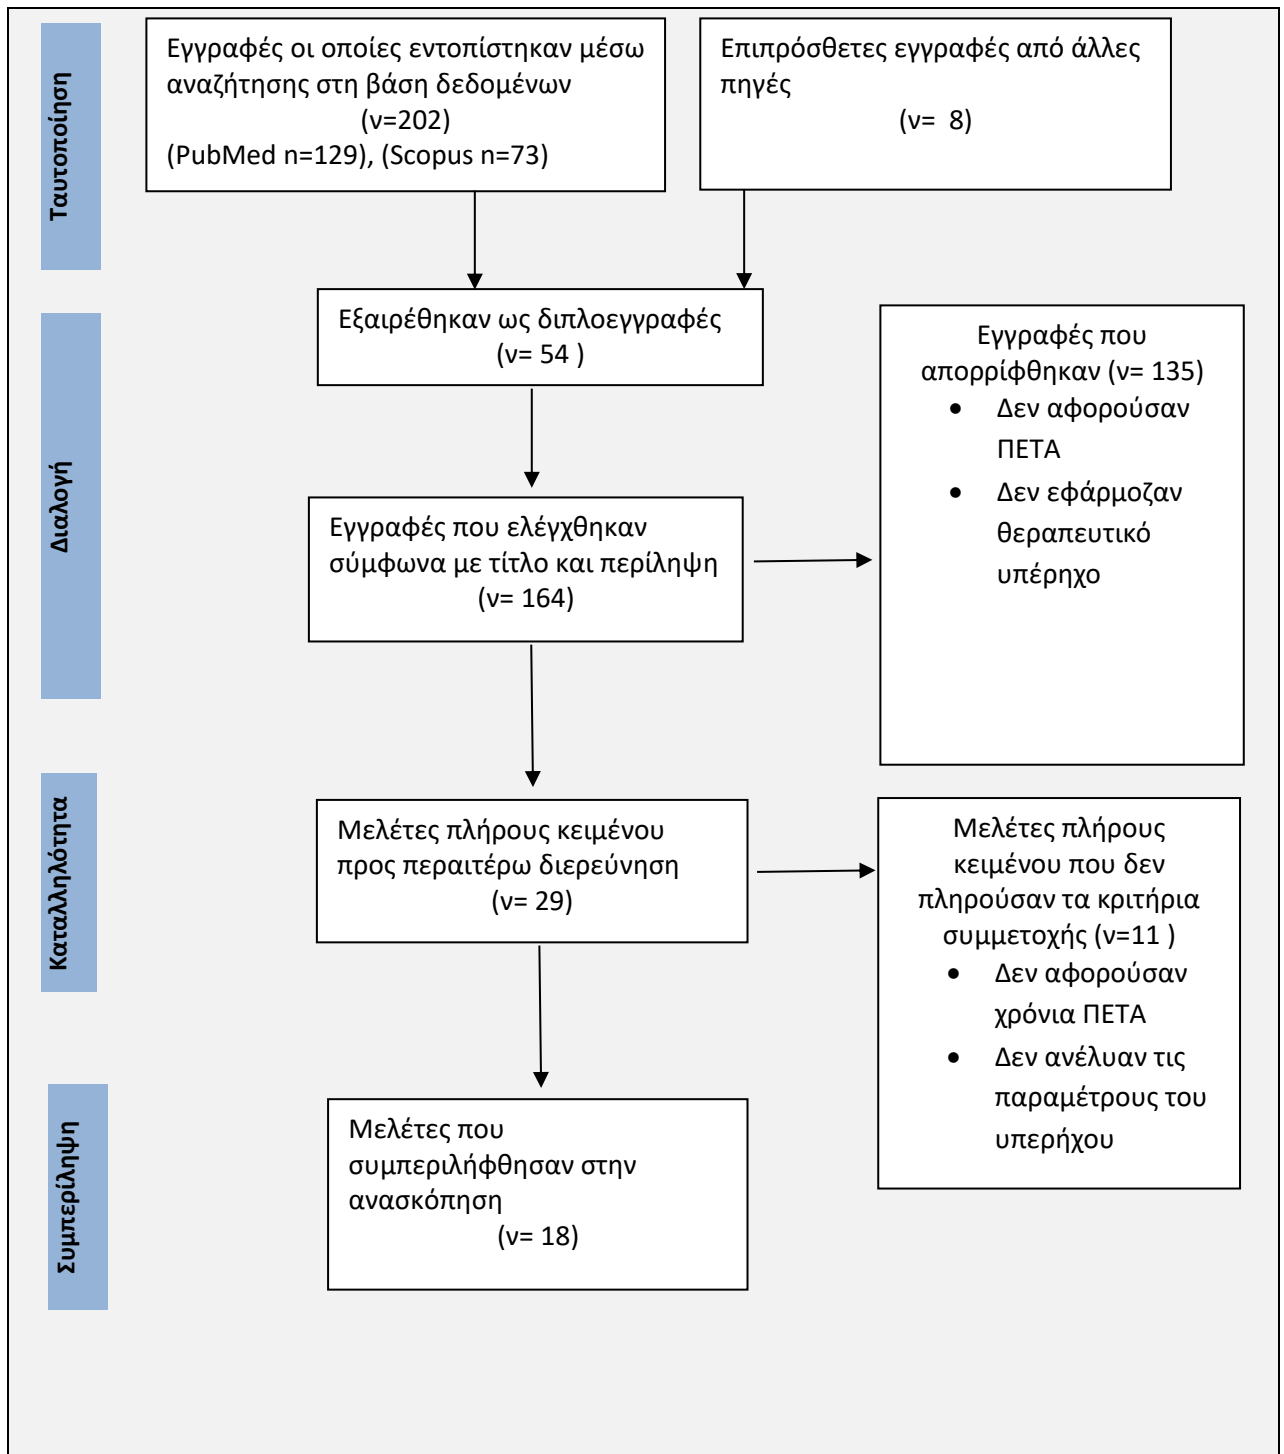 Ταυτοποίηση
Εγγραφές οι οποίες εντοπίστηκαν μέσω
αναζήτησης στη βάση δεδομένων
(ν=202)
(PubMed n=129), (Scopus n=73)
Επιπρόσθετες εγγραφές από άλλες
πηγές
(ν= 8)
Διαλογή
Εξαιρέθηκαν ως διπλοεγγραφές
(ν= 54 )
Εγγραφές που
απορρίφθηκαν (ν= 135)
• Δεν αφορούσαν
ΠΕΤΑ
• Δεν εφάρμοζαν
θεραπευτικό
υπέρηχο
Εγγραφές που ελέγχθηκαν
σύμφωνα με τίτλο και περίληψη
(ν= 164)
Καταλληλότητα
Μελέτες πλήρους κειμένου
προς περαιτέρω διερεύνηση
(ν= 29)
Μελέτες πλήρους
κειμένου που δεν
πληρούσαν τα κριτήρια
συμμετοχής (ν=11 )
• Δεν αφορούσαν
χρόνια ΠΕΤΑ
• Δεν ανέλυαν τις
παραμέτρους του
υπερήχου
Συμπερίληψη
Μελέτες που
συμπεριλήφθησαν στην
ανασκόπηση
(ν= 18)